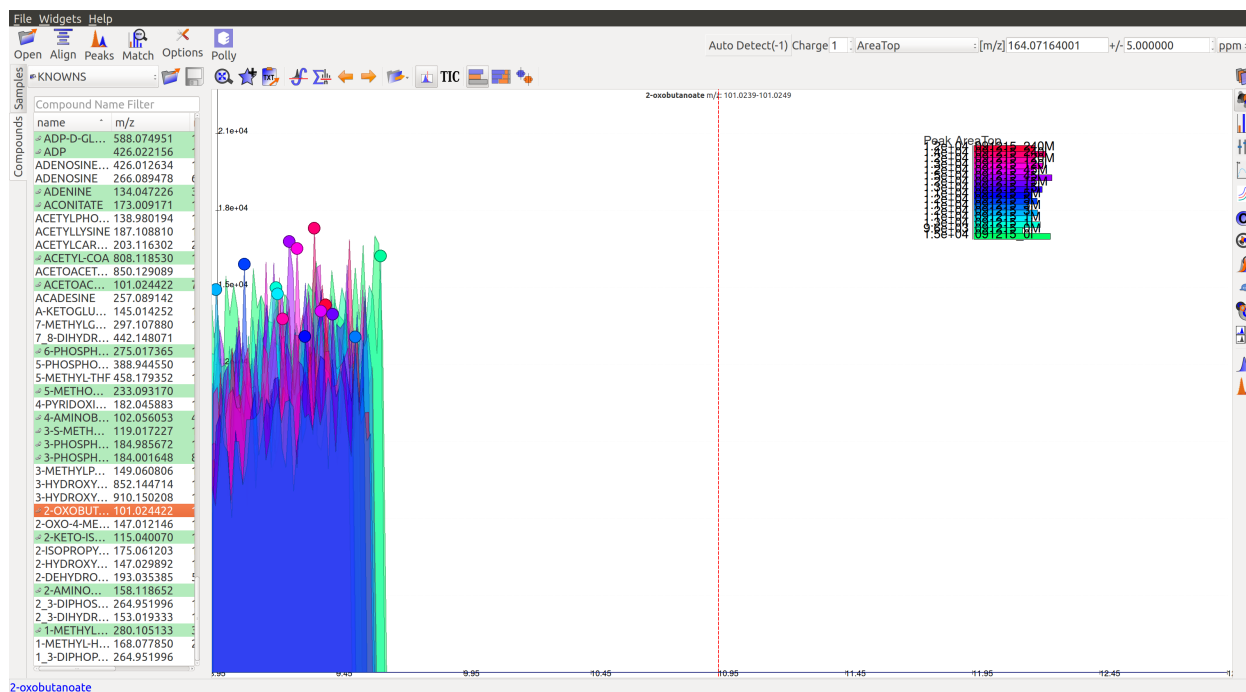 File Widgets Help
Open Align Peaks Match Options Polly
Auto Detect(-1) Charge 1 AreaTop [m/z] 164.07164001 +/- 5.000000 ppm
Samples
Compounds
KNOWNS
TXT
TIC
Compound Name Filter
name m/z
ADP-D-GL... 588.074951
ADP 426.022156
ADENOSINE... 426.012634
ADENOSINE 266.089478
ADENINE 134.047226
ACONITATE 173.009171
ACETYLPHO... 138.980194
ACETYLLYSINE 187.108810
ACETYLCAR... 203.116302
ACETYL-COA 808.118530
ACETOACET... 850.129089
ACETOAC... 101.024422
ACADESINE 257.089142
A-KETOGLU... 145.014252
7-METHYLG... 297.107880
7_8-DIHYDR... 442.148071
6-PHOSPH... 275.017365
5-PHOSPHO... 388.944550
5-METHYL-THF 458.179352
5-METHO... 233.093170
4-PYRIDOXI... 182.045883
4-AMINOB... 102.056053
3-S-METH... 119.017227
3-PHOSPH... 184.985672
3-PHOSPH... 184.001648
3-METHYLP... 149.060806
3-HYDROXY... 852.144714
3-HYDROXY... 910.150208
2-OXOBUT... 101.024422
2-OXO-4-ME... 147.012146
2-KETO-IS... 115.040070
2-ISOPROPY... 175.061203
2-HYDROXY... 147.029892
2-DEHYDRO... 193.035385
2-AMINO... 158.118652
2_3-DIPHOS... 264.951996
2_3-DIHYDR... 153.019333
1-METHYL... 280.105133
1-METHYL-H... 168.077850
1_3-DIPHOP... 264.951996
2-oxobutanoate m/z: 101.0239-101.0249
2.1e+04
1.8e+04
1.5e+04
Peak AreaTop
1.5e+04 091215_0I
8.95 9.45 9.95 10.45 10.95 11.45 11.95 12.45
2-oxobutanoate